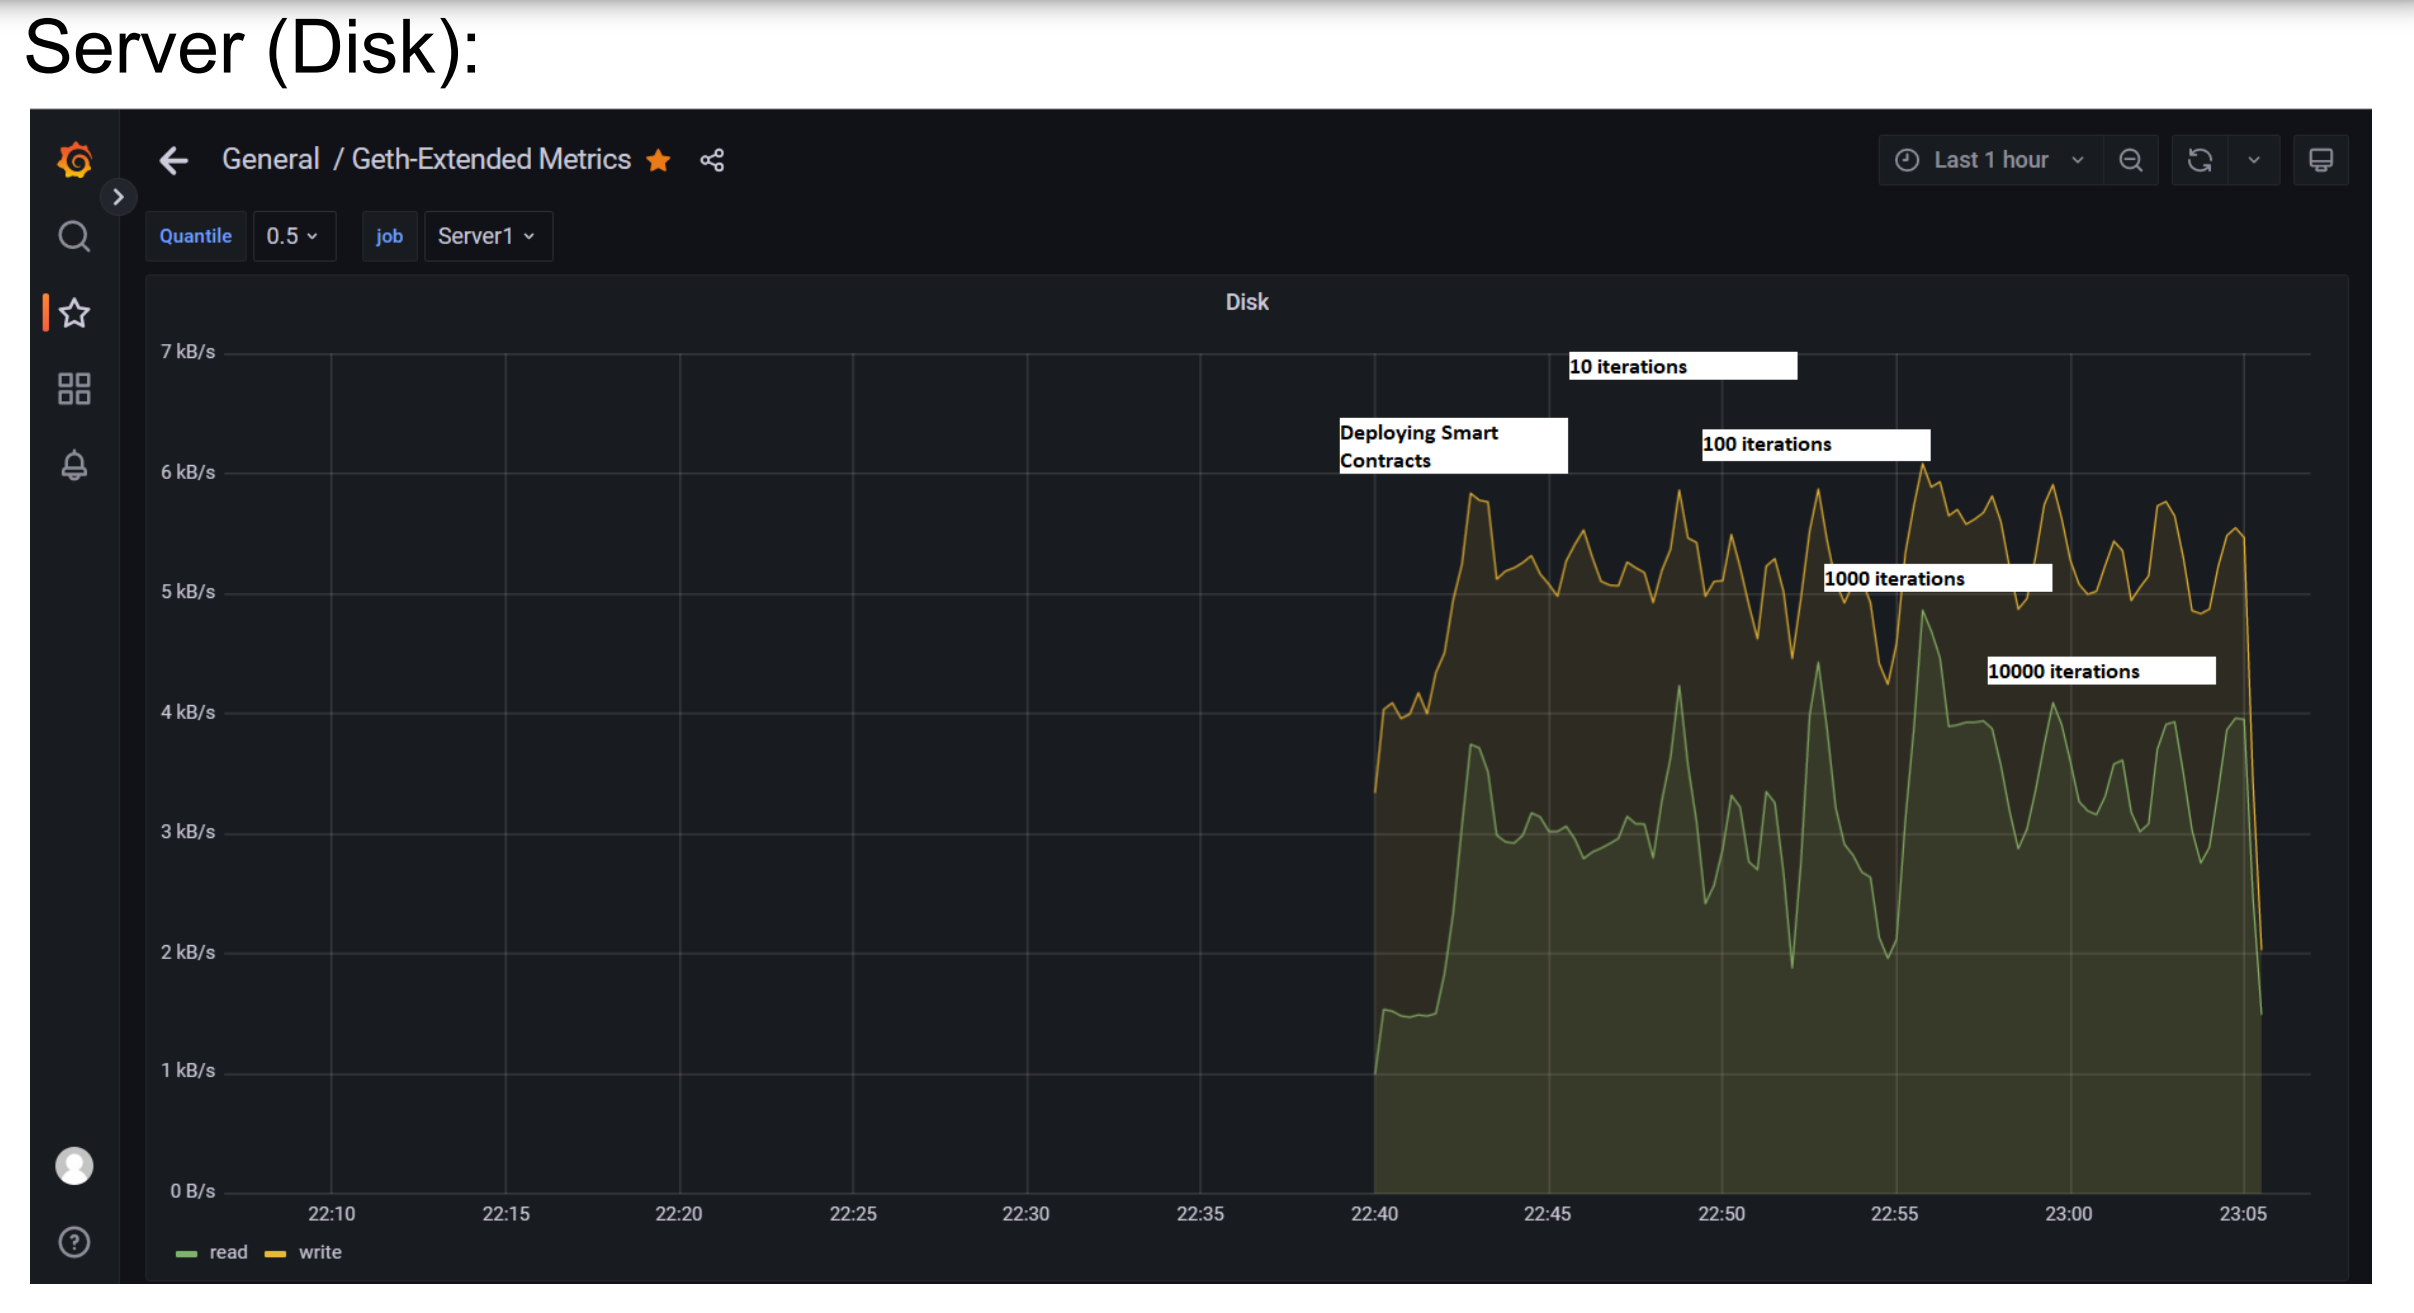 Server (Disk):
General / Geth-Extended Metrics
Last 1 hour
Quantile 0.5 job Server1
Disk
7 kB/s
6 kB/s
5 kB/s
4 kB/s
3 kB/s
2 kB/s
1 kB/s
0 B/s
10 iterations
Deploying Smart
Contracts
100 iterations
1000 iterations
10000 iterations
22:10 22:15 22:20 22:25 22:30 22:35 22:40 22:45 22:50 22:55 23:00 23:05
read write